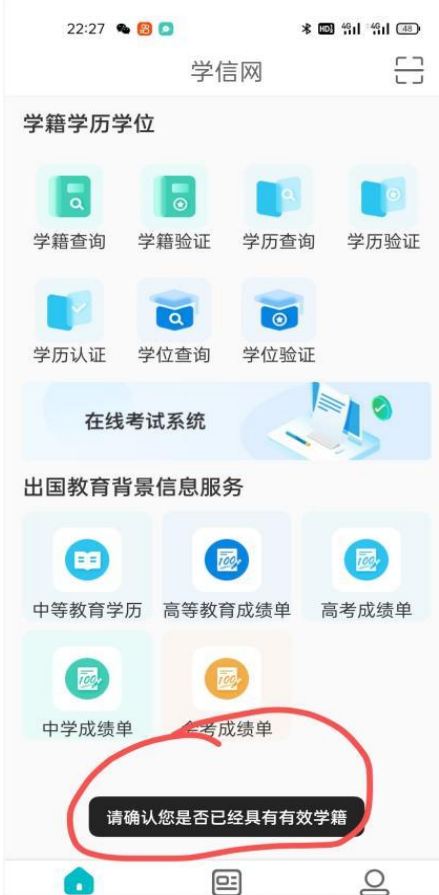 22:27 HD 4G 4G 48
学信网
学籍学历学位
学籍查询 学籍验证 学历查询 学历验证
学历认证 学位查询 学位验证
在线考试系统
出国教育背景信息服务
中等教育学历 高等教育成绩单 高考成绩单
中学成绩单 会考成绩单
请确认您是否已经具有有效学籍